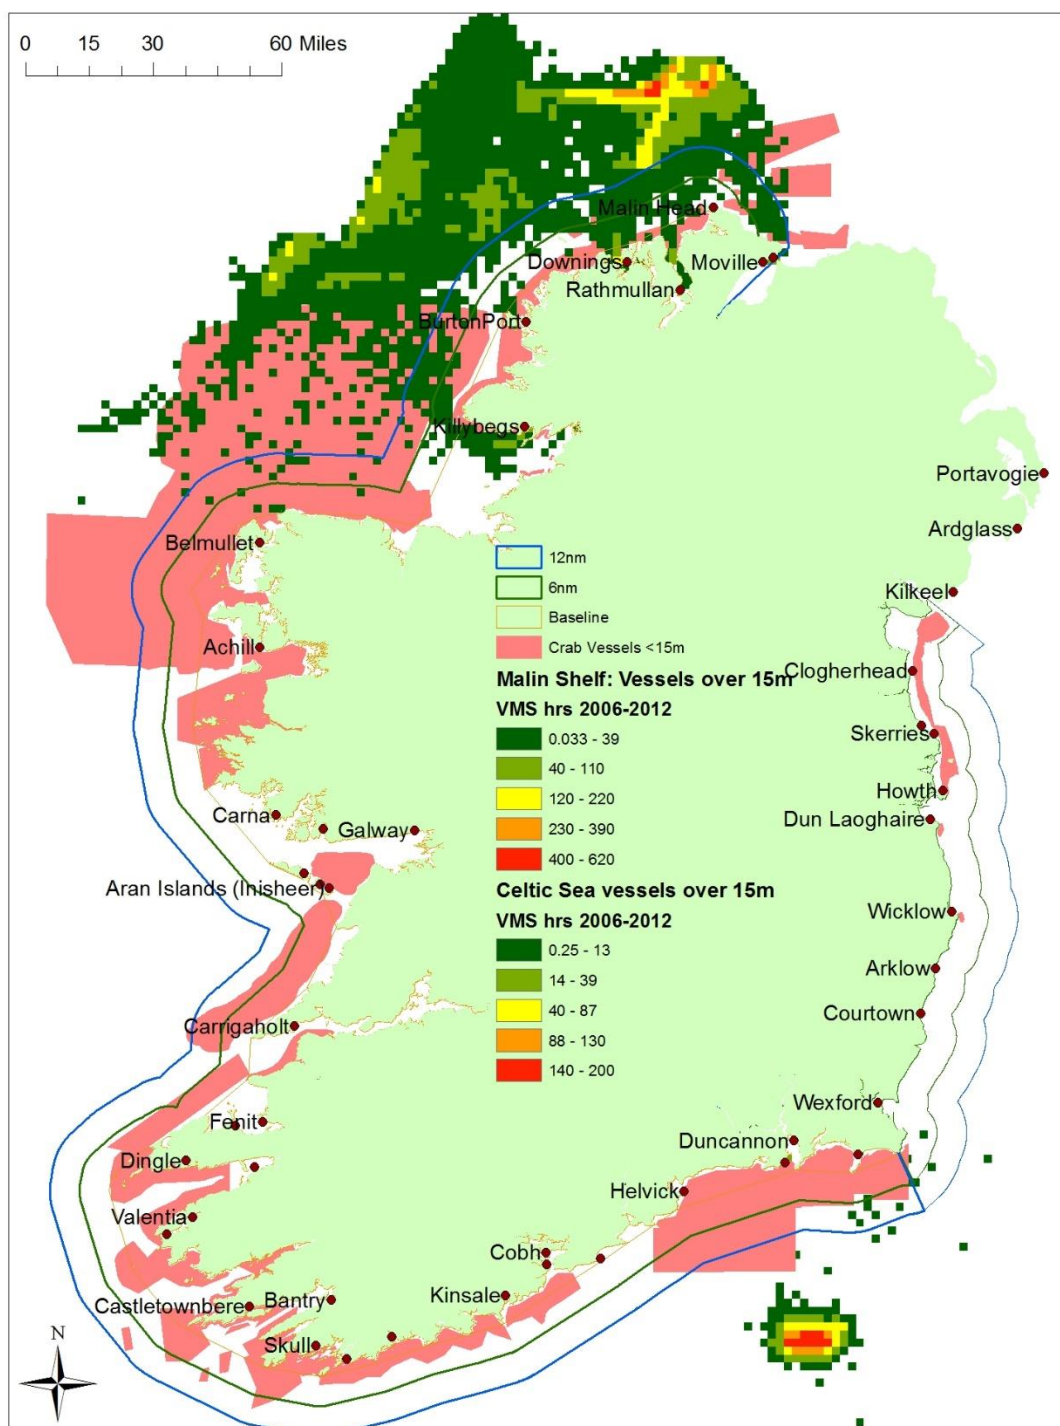 0 15 30 60 Miles
Malin Head
Downings
Moville
Rathmullan
BurtonPort
Killybegs
Portavogie
Ardglass
Belmullet
12nm
6nm
Kilkeel
Baseline
Achill
Crab Vessels <15m
Clogherhead
Malin Shelf: Vessels over 15m
VMS hrs 2006-2012
0.033 - 39
Skerries
40 - 110
120 - 220
Howth
Carna
Galway
230 - 390
Dun Laoghaire
400 - 620
Aran Islands (Inisheer)
Celtic Sea vessels over 15m
VMS hrs 2006-2012
Wicklow
0.25 - 13
Arklow
14 - 39
40 - 87
Courtown
Carrigaholt
88 - 130
140 - 200
Wexford
Fenit
Duncannon
Dingle
Helvick
Valentia
Cobh
Kinsale
Castletownbere
Bantry
Skull
N